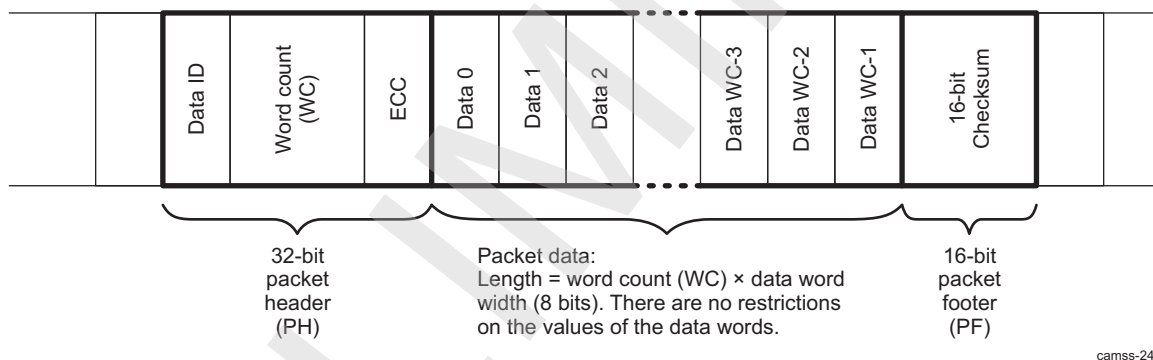 Data ID
Word count
(WC)
ECC
Data 0
Data 1
Data 2
Data WC-3
Data WC-2
Data WC-1
16-bit
Checksum
32-bit
packet
header
(PH)
Packet data:
Length = word count (WC) × data word
width (8 bits). There are no restrictions
on the values of the data words.
16-bit
packet
footer
(PF)
camss-24